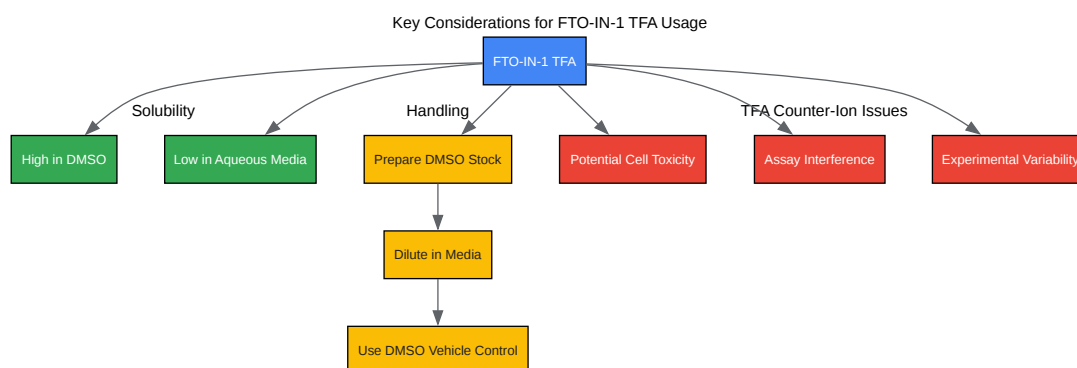 Key Considerations for FTO-IN-1 TFA Usage
FTO-IN-1 TFA
Solubility
Handling
TFA Counter-Ion Issues
High in DMSO
Low in Aqueous Media
Prepare DMSO Stock
Potential Cell Toxicity
Assay Interference
Experimental Variability
Dilute in Media
Use DMSO Vehicle Control